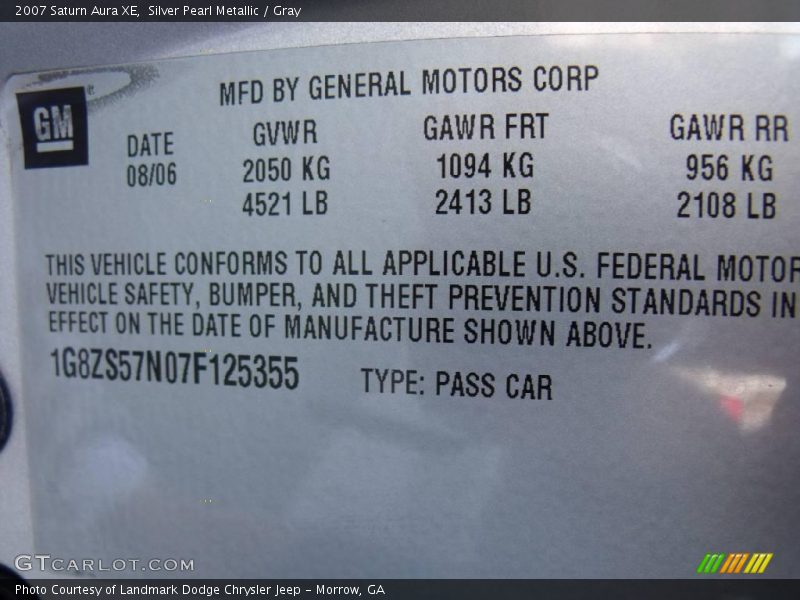 2007 Saturn Aura XE, Silver Pearl Metallic / Gray
MFD BY GENERAL MOTORS CORP
GM
DATE GVWR GAWR FRT GAWR RR
08/06 2050 KG 1094 KG 956 KG
4521 LB 2413 LB 2108 LB
THIS VEHICLE CONFORMS TO ALL APPLICABLE U.S. FEDERAL MOTOR
VEHICLE SAFETY, BUMPER, AND THEFT PREVENTION STANDARDS IN
EFFECT ON THE DATE OF MANUFACTURE SHOWN ABOVE.
1G8ZS57N07F125355 TYPE: PASS CAR
GTCARLOT.COM
Photo Courtesy of Landmark Dodge Chrysler Jeep - Morrow, GA